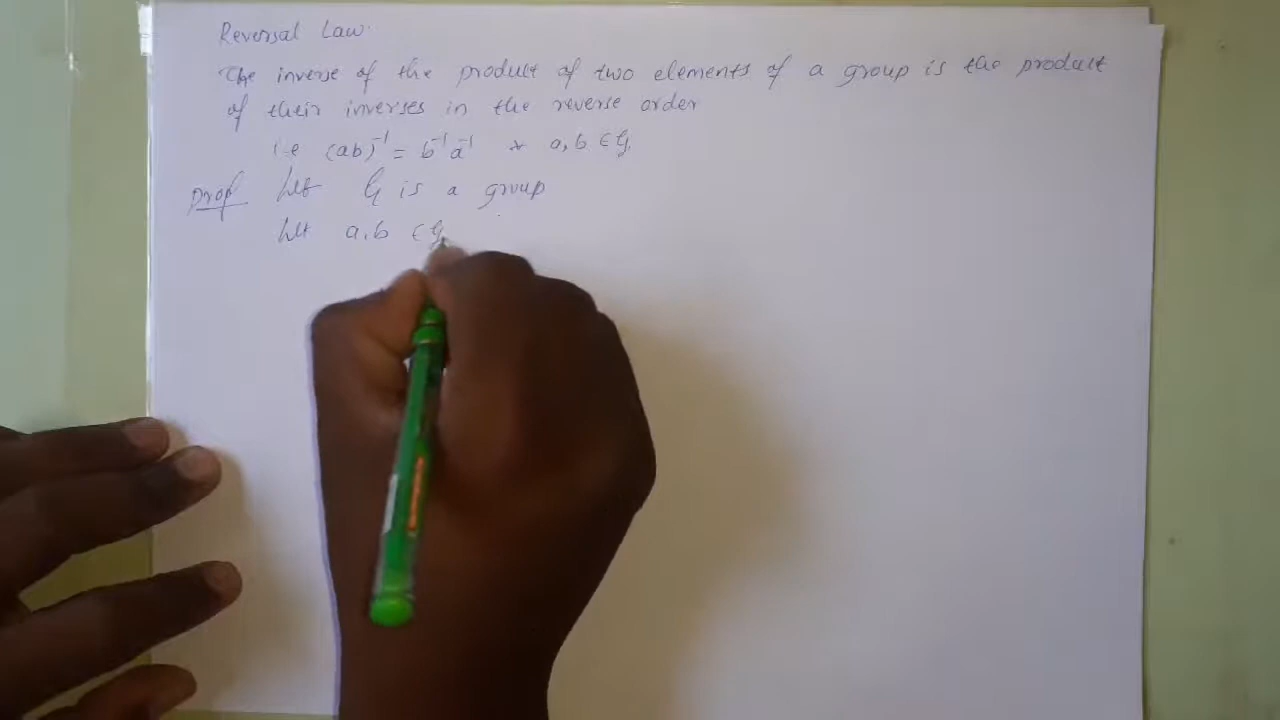 Reversal Law.
The inverse of the product of two elements of a group is the product
of their inverses in the reverse order
i.e (ab)⁻¹ = b⁻¹a⁻¹ ∀ a,b ∈ G
Prof Let G is a group
Let a,b ∈ G